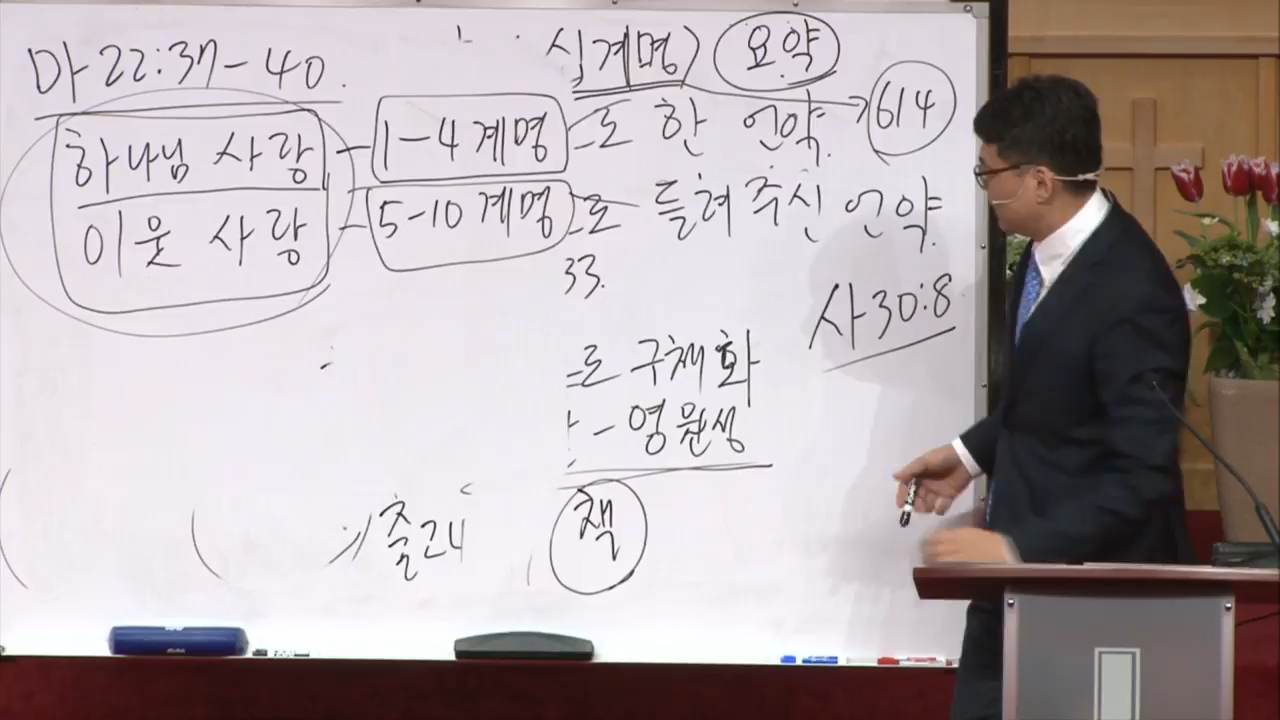 마 22:37-40
하나님 사랑 - 1-4 계명
이웃 사랑 - 5-10 계명
십계명) 요약
로 한 언약 614
로 들려주신 언약
33.
사 30:8
로 구체화
- 영원성
출24
책